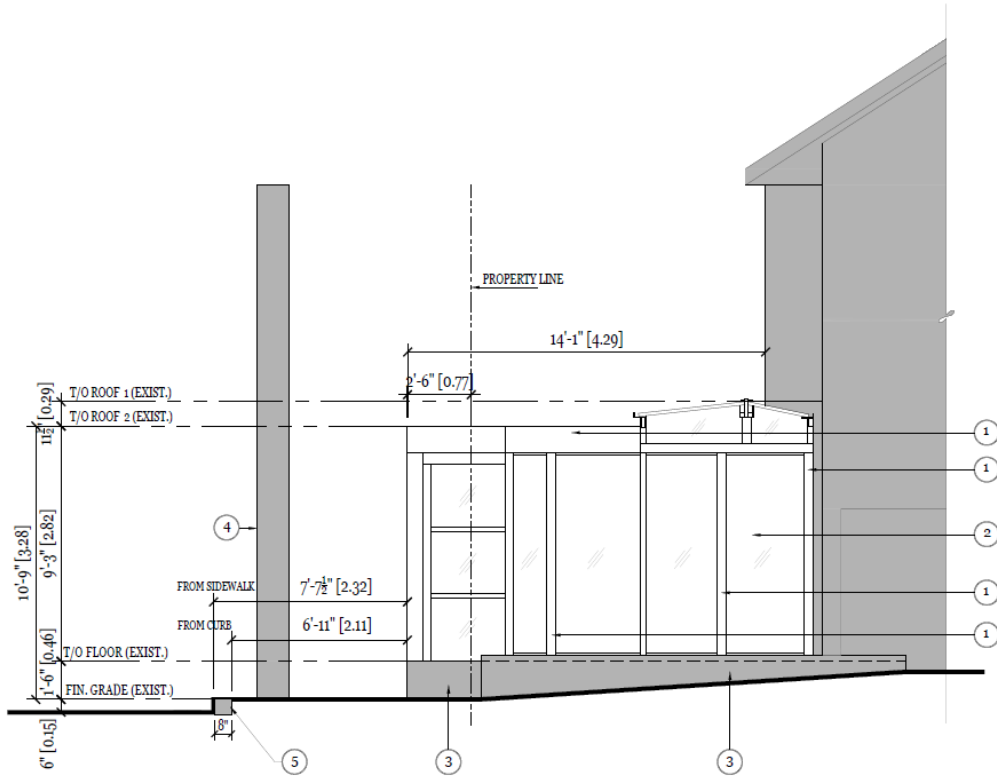 PROPERTY LINE
14'-1" [4.29]
2'-6" [0.77]
T/O ROOF 1 (EXIST.)
T/O ROOF 2 (EXIST.)
11½" [0.29]
1
1
4
2
9'-3" [2.82]
10'-9" [3.28]
FROM SIDEWALK
7'-7½" [2.32]
1
FROM CURB
6'-11" [2.11]
1
T/O FLOOR (EXIST.)
1'-6" [0.46]
FIN. GRADE (EXIST.)
8"
6" [0.15]
5
3
3